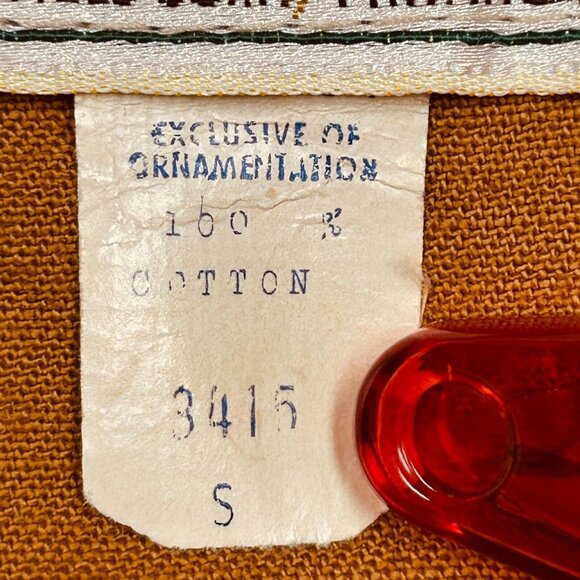 EXCLUSIVE OF
ORNAMENTATION
100 %
COTTON
3415
S